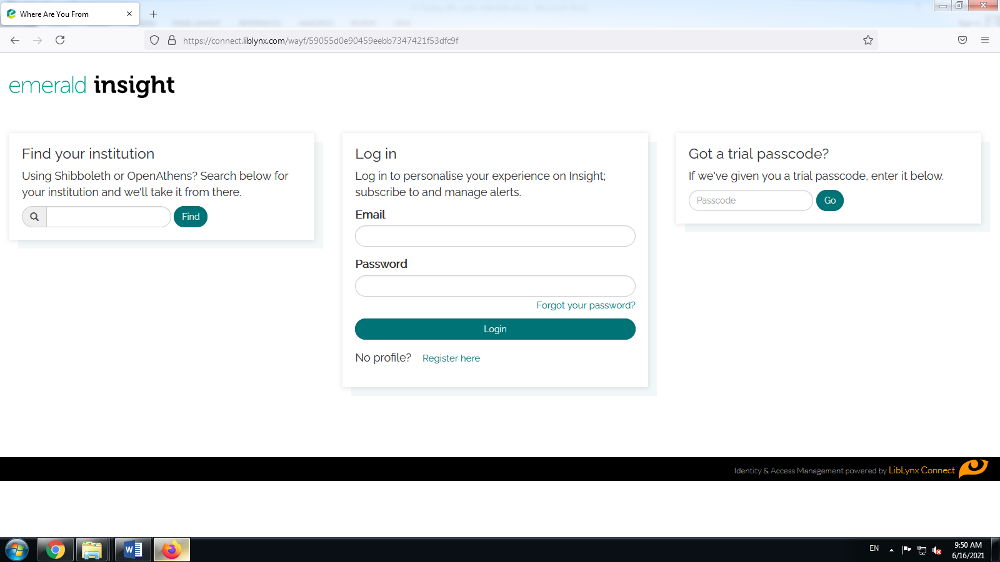 Where Are You From
https://connect.liblynx.com/wayf/59055d0e90459eebb7347421f53dfc9f
emerald insight
Find your institution
Using Shibboleth or OpenAthens? Search below for
your institution and we'll take it from there.
Find
Log in
Log in to personalise your experience on Insight;
subscribe to and manage alerts.
Email
Password
Forgot your password?
Login
No profile? Register here
Got a trial passcode?
If we've given you a trial passcode, enter it below.
Passcode
Go
Identity & Access Management powered by LibLynx Connect
EN
9:50 AM
6/16/2021